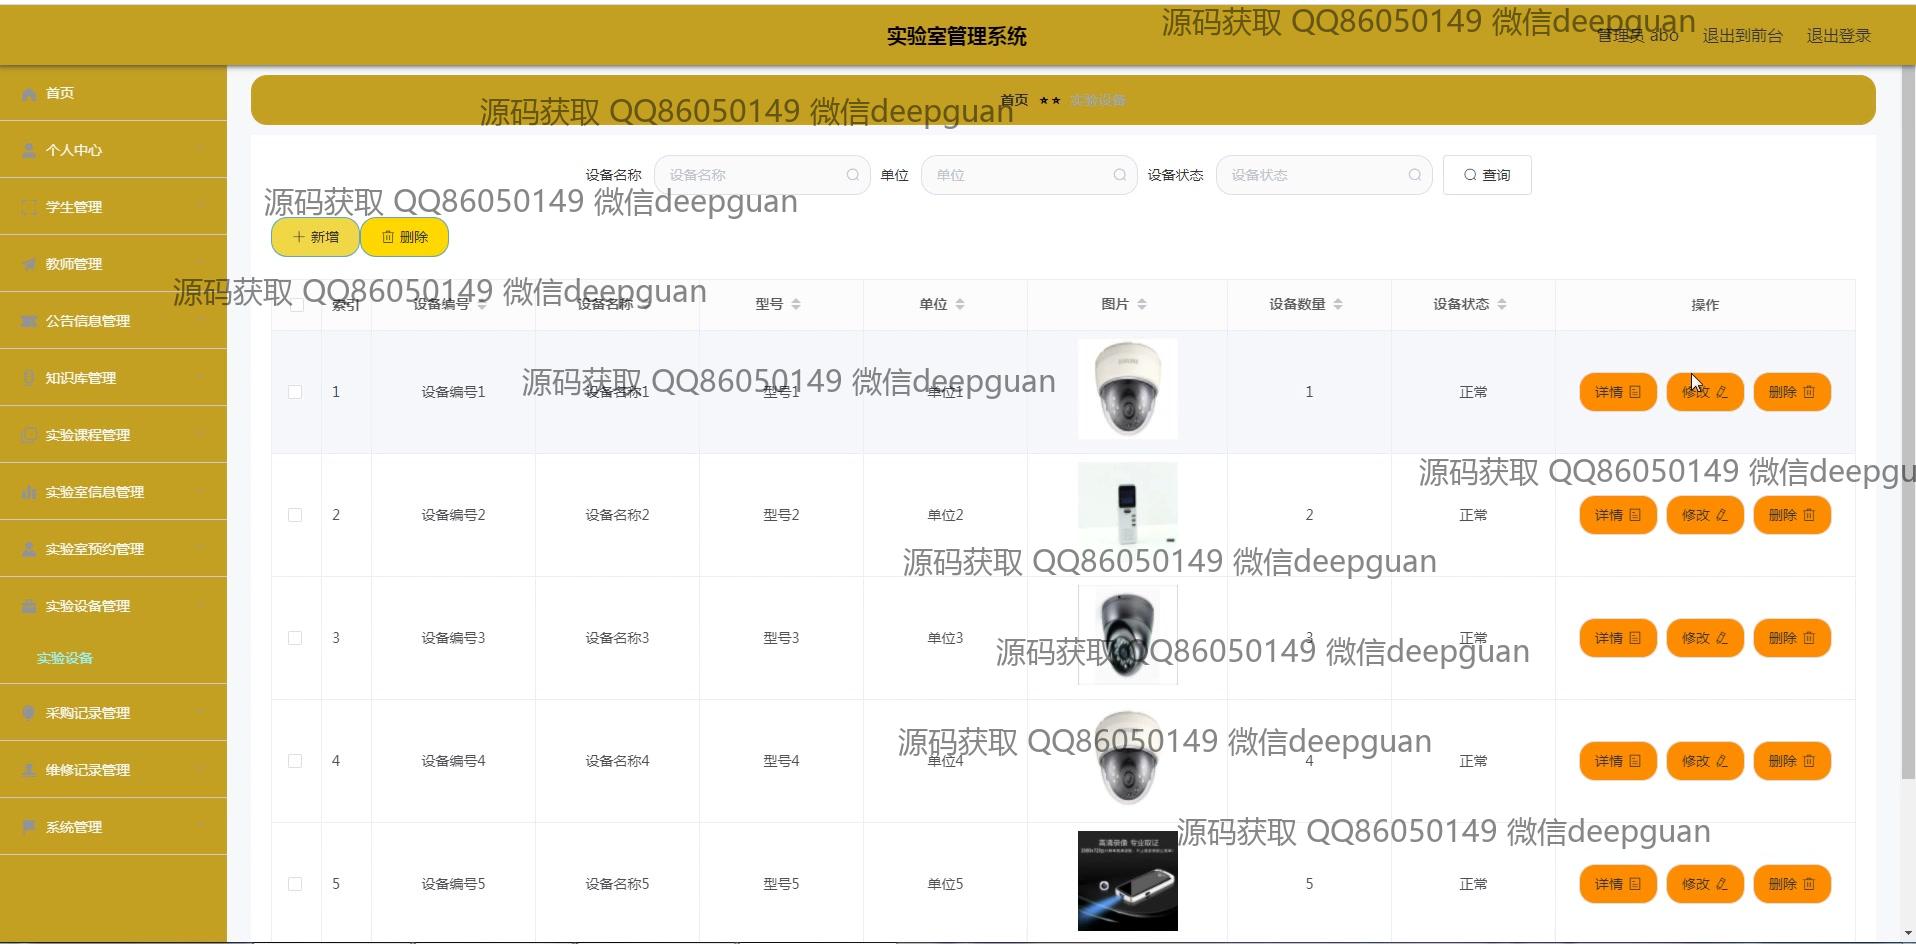 实验室管理系统
源码获取 QQ86050149 微信deepguan
管理员 abo 退出到前台 退出登录
首页
个人中心
学生管理
教师管理
公告信息管理
知识库管理
实验课程管理
实验室信息管理
实验室预约管理
实验设备管理
实验设备
采购记录管理
维修记录管理
系统管理
首页 ★★ 实验设备
源码获取 QQ86050149 微信deepguan
设备名称 设备名称 单位 单位 设备状态 设备状态 查询
源码获取 QQ86050149 微信deepguan
新增 删除
源码获取 QQ86050149 微信deepguan
索引 设备编号 设备名称 型号 单位 图片 设备数量 设备状态 操作
源码获取 QQ86050149 微信deepguan
1 设备编号1 设备名称1 型号1 单位1 1 正常 详情 修改 删除
源码获取 QQ86050149 微信deepgu
2 设备编号2 设备名称2 型号2 单位2 2 正常 详情 修改 删除
源码获取 QQ86050149 微信deepguan
3 设备编号3 设备名称3 型号3 单位3 3 正常 详情 修改 删除
源码获取 QQ86050149 微信deepguan
源码获取 QQ86050149 微信deepguan
4 设备编号4 设备名称4 型号4 单位4 4 正常 详情 修改 删除
源码获取 QQ86050149 微信deepguan
高清录像 专业取证
5 设备编号5 设备名称5 型号5 单位5 5 正常 详情 修改 删除